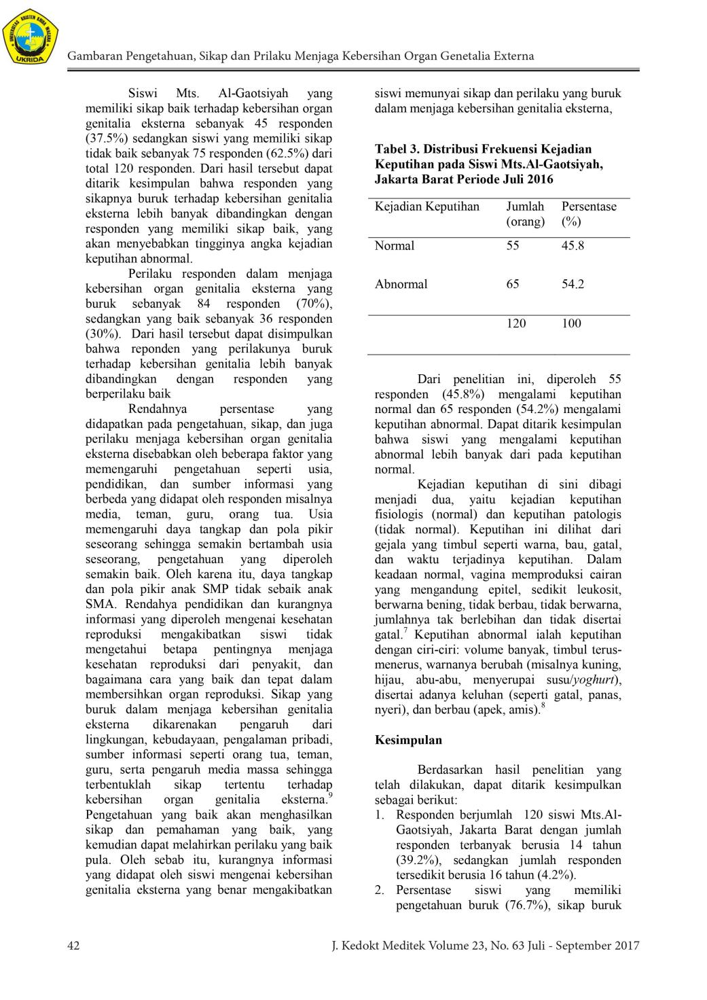 UNIVERSITAS KRISTEN KRIDA WACANA
UKRIDA
Gambaran Pengetahuan, Sikap dan Prilaku Menjaga Kebersihan Organ Genetalia Externa
Siswi Mts. Al-Gaotsiyah yang
memiliki sikap baik terhadap kebersihan organ
genitalia eksterna sebanyak 45 responden
(37.5%) sedangkan siswi yang memiliki sikap
tidak baik sebanyak 75 responden (62.5%) dari
total 120 responden. Dari hasil tersebut dapat
ditarik kesimpulan bahwa responden yang
sikapnya buruk terhadap kebersihan genitalia
eksterna lebih banyak dibandingkan dengan
responden yang memiliki sikap baik, yang
akan menyebabkan tingginya angka kejadian
keputihan abnormal.
Perilaku responden dalam menjaga
kebersihan organ genitalia eksterna yang
buruk sebanyak 84 responden (70%),
sedangkan yang baik sebanyak 36 responden
(30%). Dari hasil tersebut dapat disimpulkan
bahwa reponden yang perilakunya buruk
terhadap kebersihan genitalia lebih banyak
dibandingkan dengan responden yang
berperilaku baik
Rendahnya persentase yang
didapatkan pada pengetahuan, sikap, dan juga
perilaku menjaga kebersihan organ genitalia
eksterna disebabkan oleh beberapa faktor yang
memengaruhi pengetahuan seperti usia,
pendidikan, dan sumber informasi yang
berbeda yang didapat oleh responden misalnya
media, teman, guru, orang tua. Usia
memengaruhi daya tangkap dan pola pikir
seseorang sehingga semakin bertambah usia
seseorang, pengetahuan yang diperoleh
semakin baik. Oleh karena itu, daya tangkap
dan pola pikir anak SMP tidak sebaik anak
SMA. Rendahya pendidikan dan kurangnya
informasi yang diperoleh mengenai kesehatan
reproduksi mengakibatkan siswi tidak
mengetahui betapa pentingnya menjaga
kesehatan reproduksi dari penyakit, dan
bagaimana cara yang baik dan tepat dalam
membersihkan organ reproduksi. Sikap yang
buruk dalam menjaga kebersihan genitalia
eksterna dikarenakan pengaruh dari
lingkungan, kebudayaan, pengalaman pribadi,
sumber informasi seperti orang tua, teman,
guru, serta pengaruh media massa sehingga
terbentuklah sikap tertentu terhadap
kebersihan organ genitalia eksterna.9
Pengetahuan yang baik akan menghasilkan
sikap dan pemahaman yang baik, yang
kemudian dapat melahirkan perilaku yang baik
pula. Oleh sebab itu, kurangnya informasi
yang didapat oleh siswi mengenai kebersihan
genitalia eksterna yang benar mengakibatkan
siswi memunyai sikap dan perilaku yang buruk
dalam menjaga kebersihan genitalia eksterna,
Tabel 3. Distribusi Frekuensi Kejadian
Keputihan pada Siswi Mts.Al-Gaotsiyah,
Jakarta Barat Periode Juli 2016
Kejadian Keputihan Jumlah Persentase
(orang) (%)
Normal 55 45.8
Abnormal 65 54.2
120 100
Dari penelitian ini, diperoleh 55
responden (45.8%) mengalami keputihan
normal dan 65 responden (54.2%) mengalami
keputihan abnormal. Dapat ditarik kesimpulan
bahwa siswi yang mengalami keputihan
abnormal lebih banyak dari pada keputihan
normal.
Kejadian keputihan di sini dibagi
menjadi dua, yaitu kejadian keputihan
fisiologis (normal) dan keputihan patologis
(tidak normal). Keputihan ini dilihat dari
gejala yang timbul seperti warna, bau, gatal,
dan waktu terjadinya keputihan. Dalam
keadaan normal, vagina memproduksi cairan
yang mengandung epitel, sedikit leukosit,
berwarna bening, tidak berbau, tidak berwarna,
jumlahnya tak berlebihan dan tidak disertai
gatal.7 Keputihan abnormal ialah keputihan
dengan ciri-ciri: volume banyak, timbul terus-
menerus, warnanya berubah (misalnya kuning,
hijau, abu-abu, menyerupai susu/yoghurt),
disertai adanya keluhan (seperti gatal, panas,
nyeri), dan berbau (apek, amis).8
Kesimpulan
Berdasarkan hasil penelitian yang
telah dilakukan, dapat ditarik kesimpulkan
sebagai berikut:
1. Responden berjumlah 120 siswi Mts.Al-
Gaotsiyah, Jakarta Barat dengan jumlah
responden terbanyak berusia 14 tahun
(39.2%), sedangkan jumlah responden
tersedikit berusia 16 tahun (4.2%).
2. Persentase siswi yang memiliki
pengetahuan buruk (76.7%), sikap buruk
42 J. Kedokt Meditek Volume 23, No. 63 Juli - September 2017